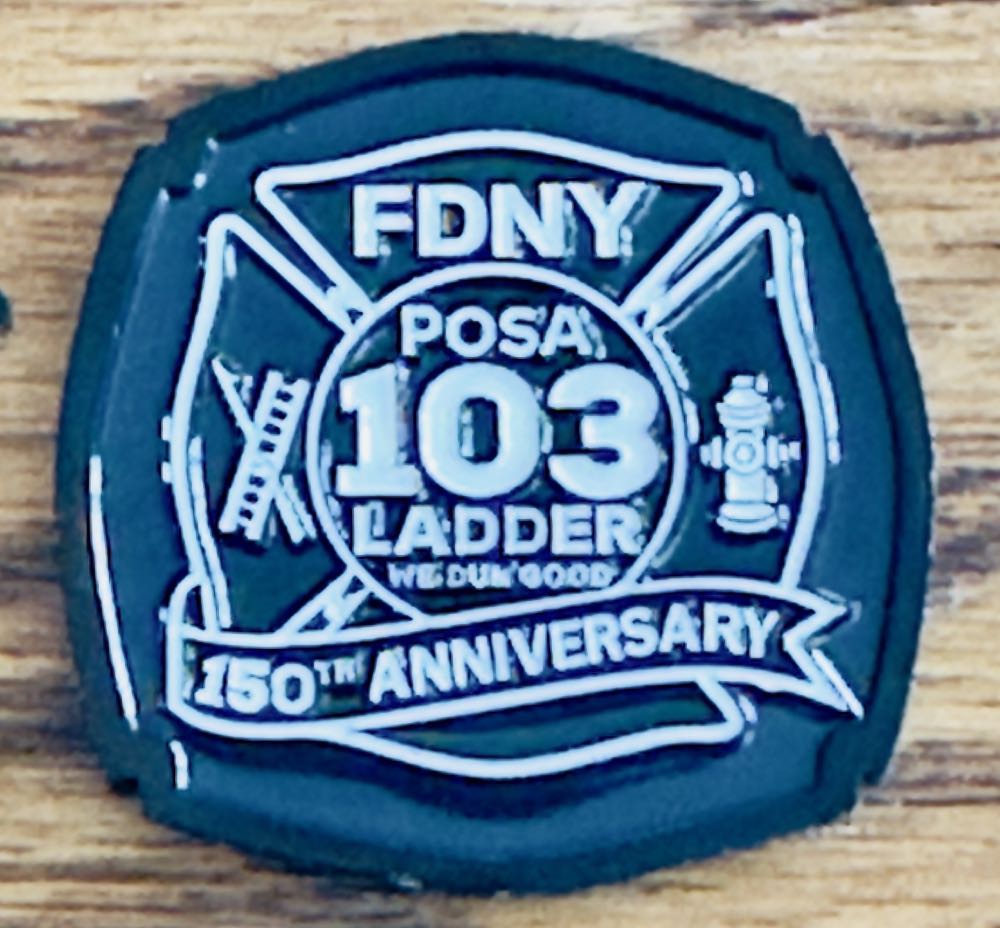 FDNY
POSA
103
LADDER
WE DUM GOOD
150TH ANNIVERSARY